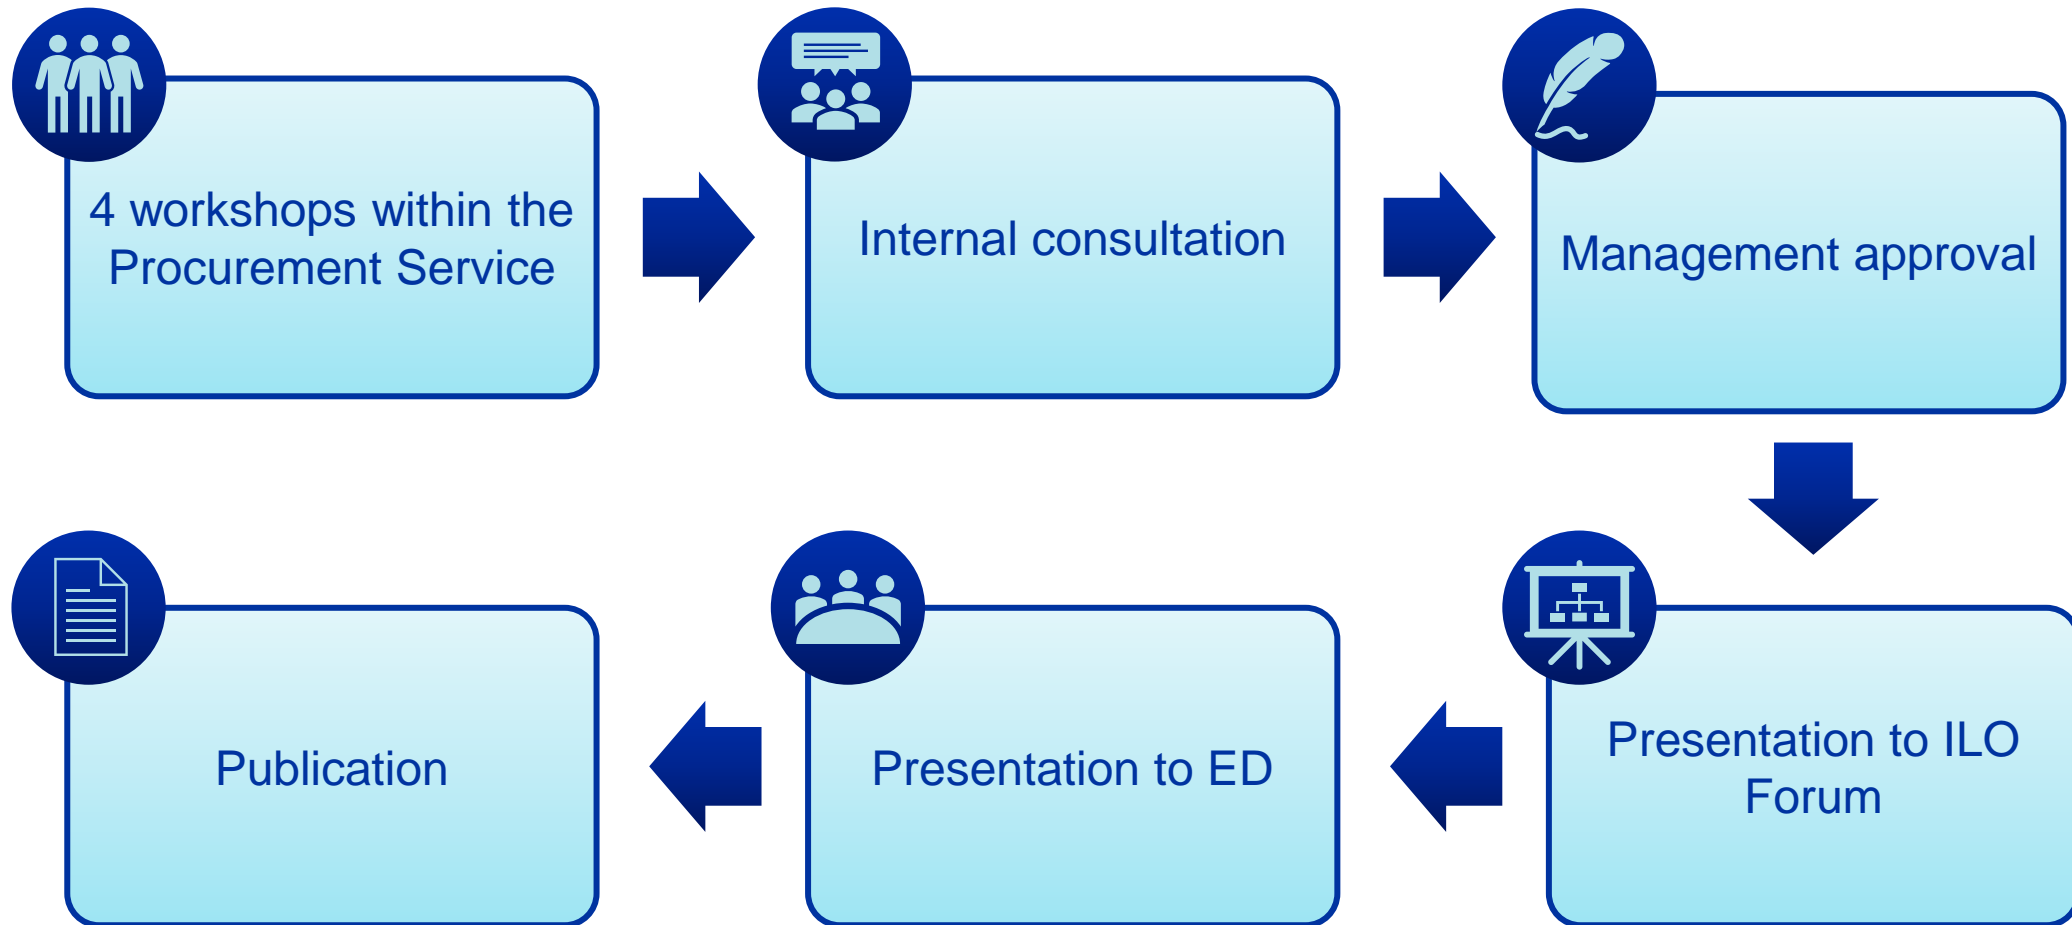 4 workshops within the
Procurement Service
Internal consultation
Management approval
Presentation to ILO
Forum
Presentation to ED
Publication